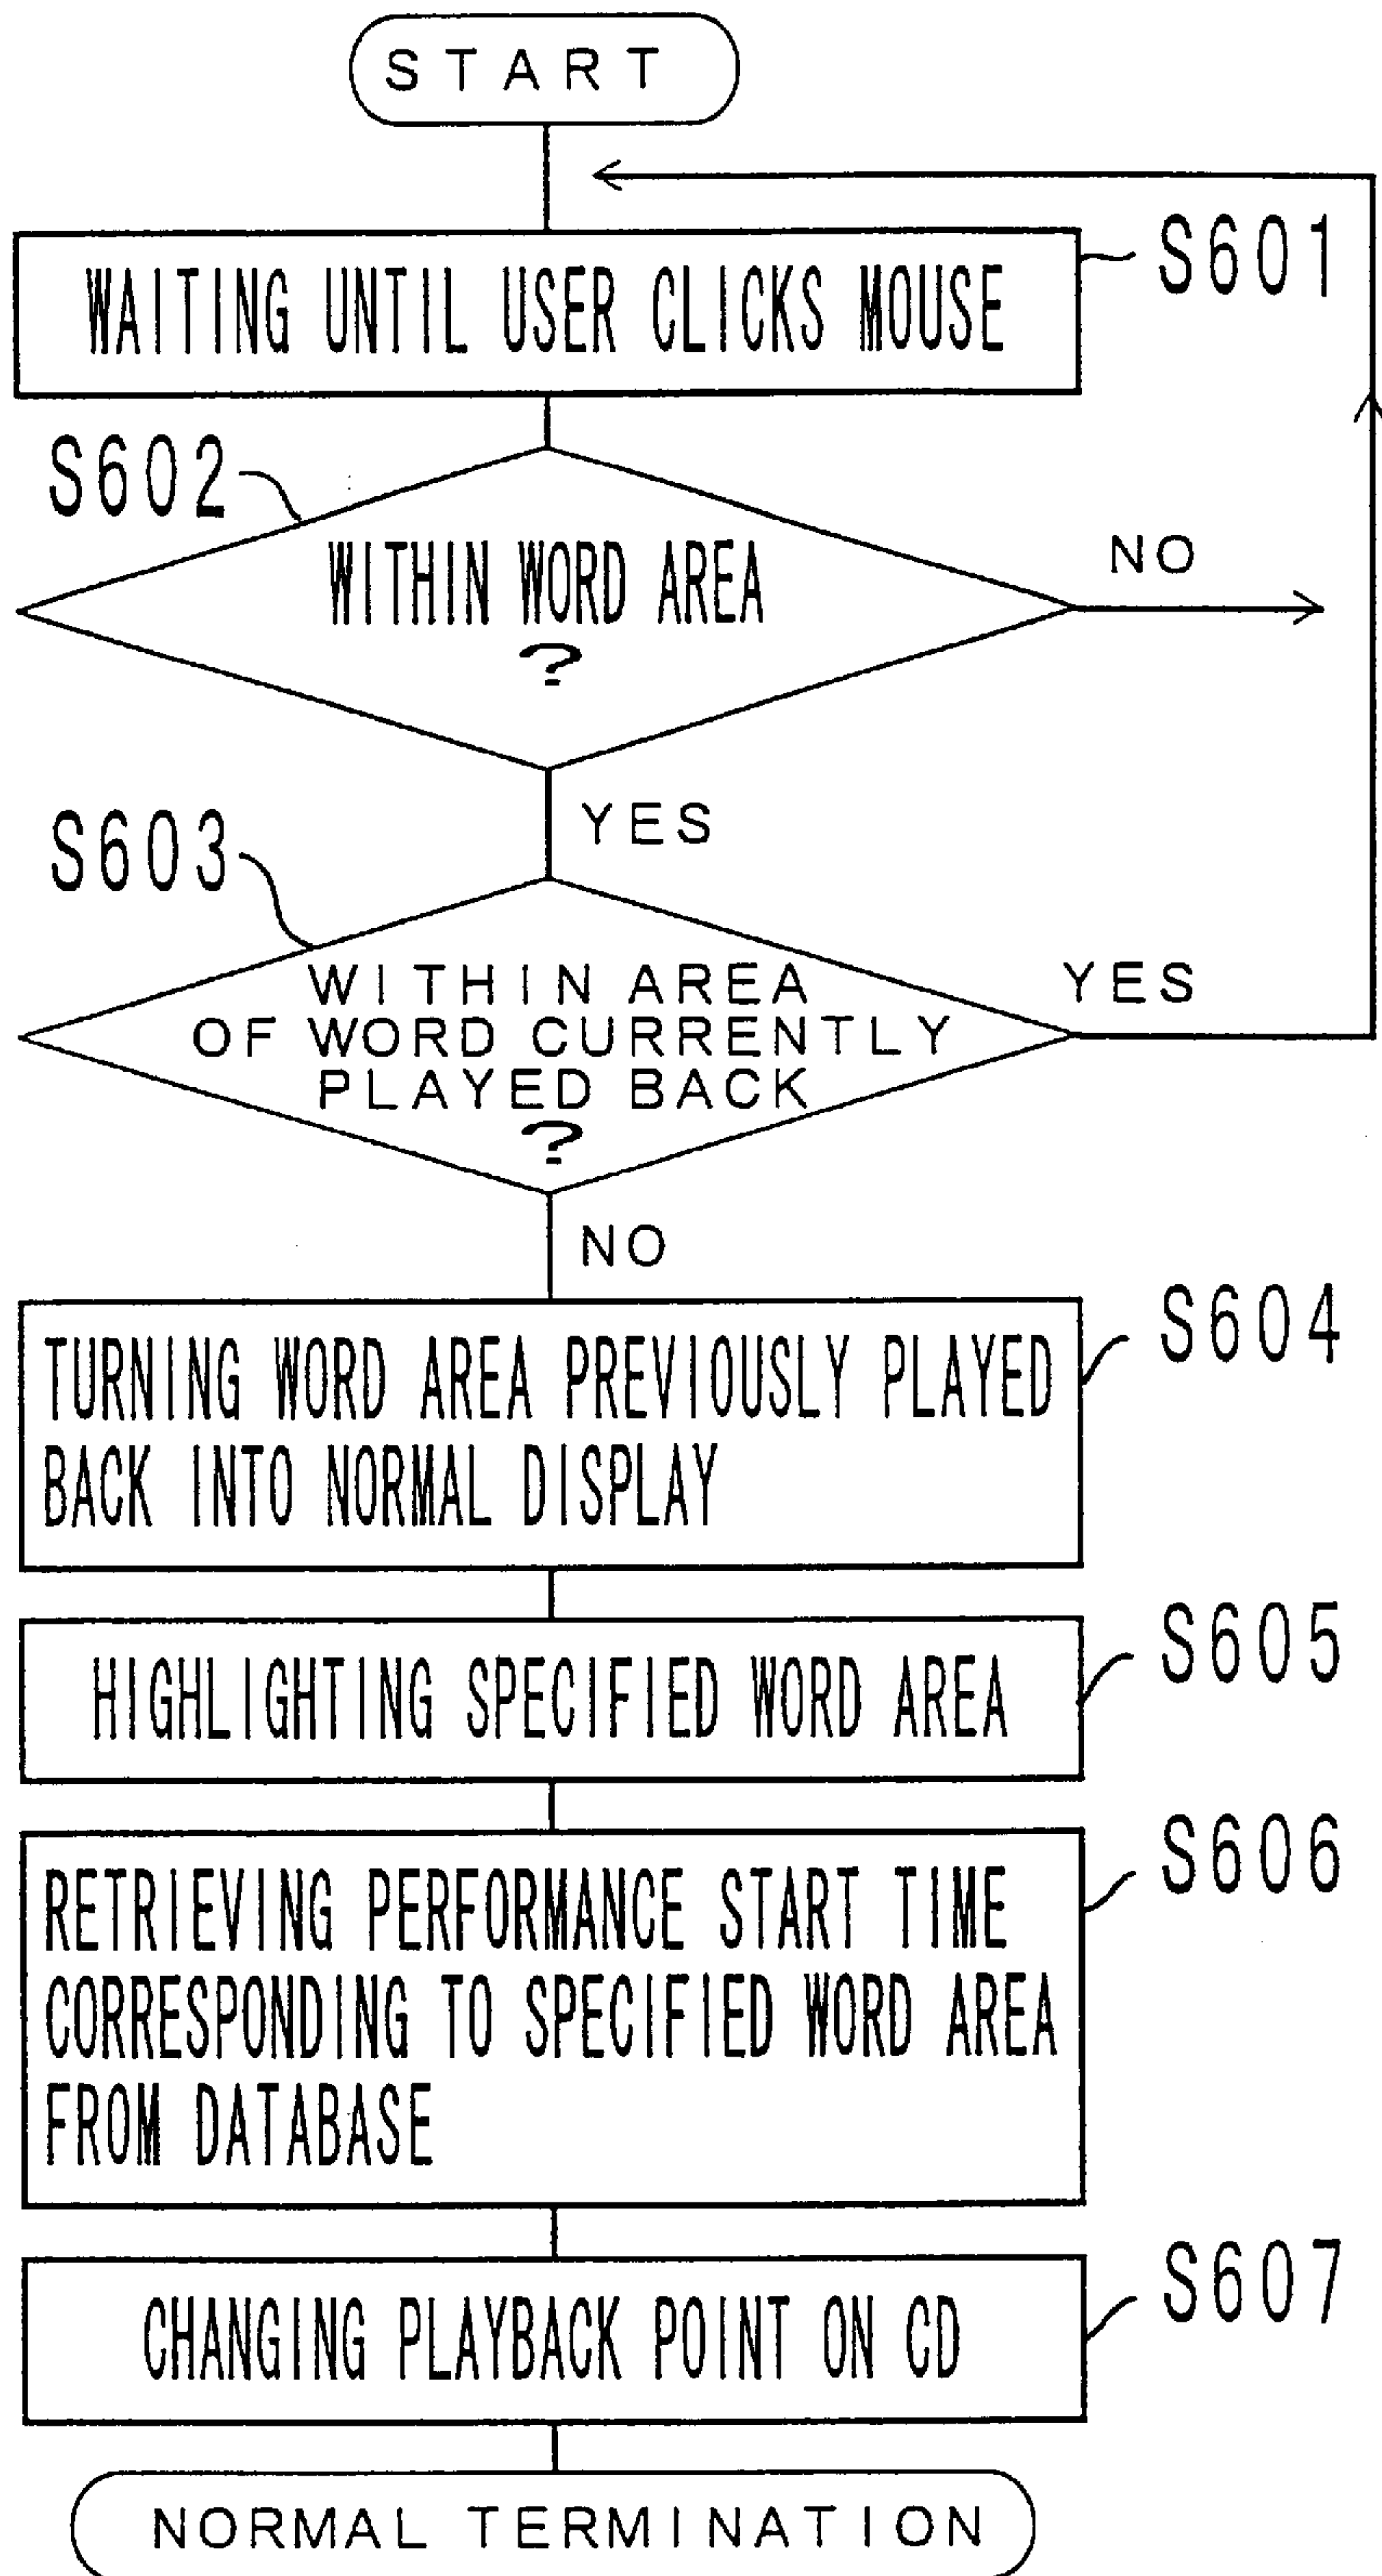 START
WAITING UNTIL USER CLICKS MOUSE
S601
S602
WITHIN WORD AREA
?
NO
YES
S603
WITHIN AREA
OF WORD CURRENTLY
PLAYED BACK
?
YES
NO
TURNING WORD AREA PREVIOUSLY PLAYED
BACK INTO NORMAL DISPLAY
S604
HIGHLIGHTING SPECIFIED WORD AREA
S605
RETRIEVING PERFORMANCE START TIME
CORRESPONDING TO SPECIFIED WORD AREA
FROM DATABASE
S606
CHANGING PLAYBACK POINT ON CD
S607
NORMAL TERMINATION